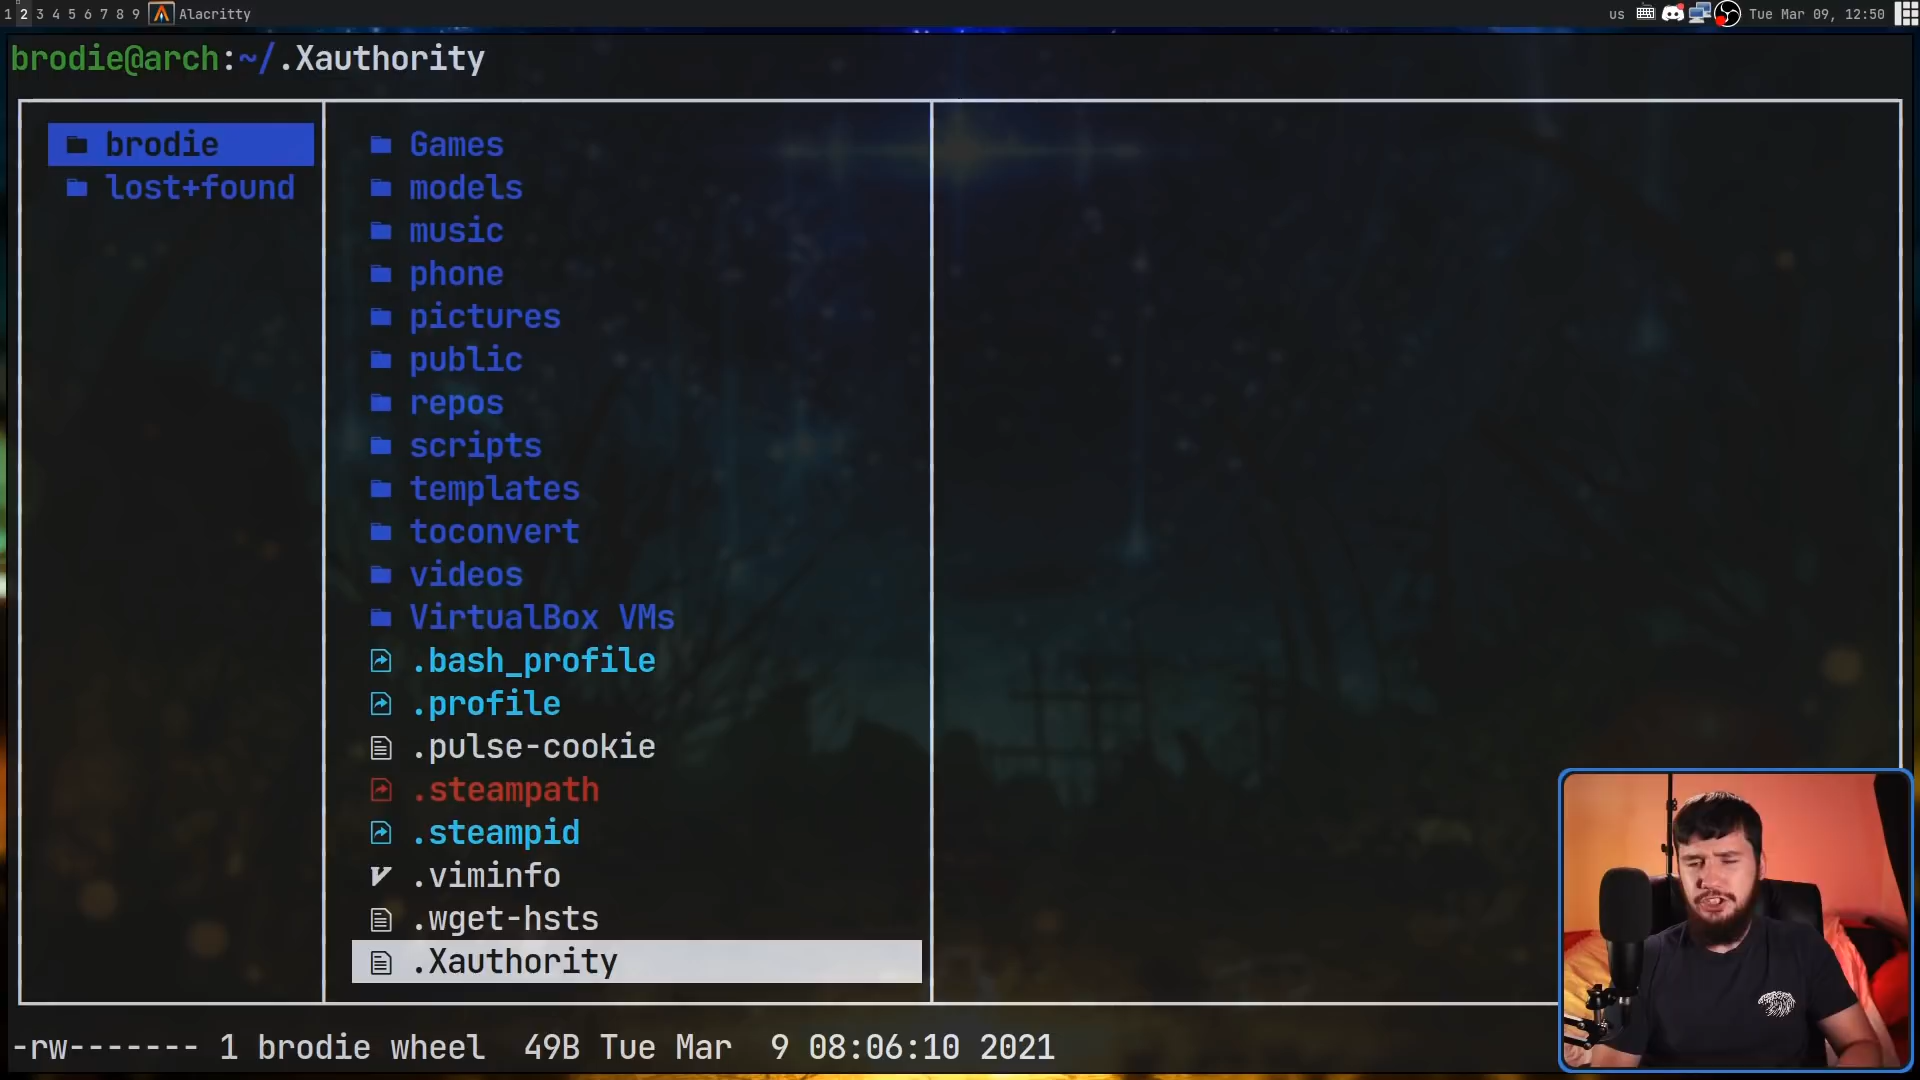 1 2 3 4 5 6 7 8 9 Alacritty us Tue Mar 09, 12:50
brodie@arch:~/.Xauthority
brodie
lost+found
Games
models
music
phone
pictures
public
repos
scripts
templates
toconvert
videos
VirtualBox VMs
.bash_profile
.profile
.pulse-cookie
.steampath
.steampid
.viminfo
.wget-hsts
.Xauthority
-rw------- 1 brodie wheel 49B Tue Mar 9 08:06:10 2021